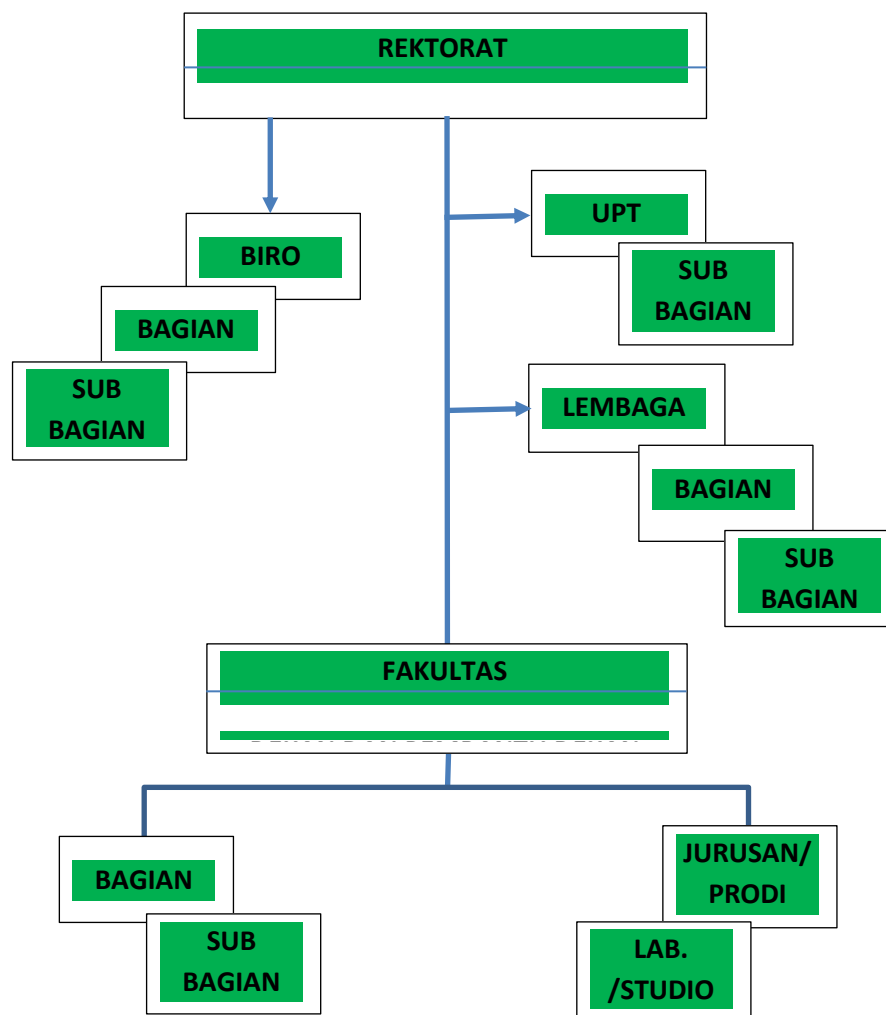 REKTORAT
UPT
SUB
BAGIAN
BIRO
BAGIAN
SUB
BAGIAN
LEMBAGA
BAGIAN
SUB
BAGIAN
FAKULTAS
BAGIAN
SUB
BAGIAN
JURUSAN/
PRODI
LAB.
/STUDIO